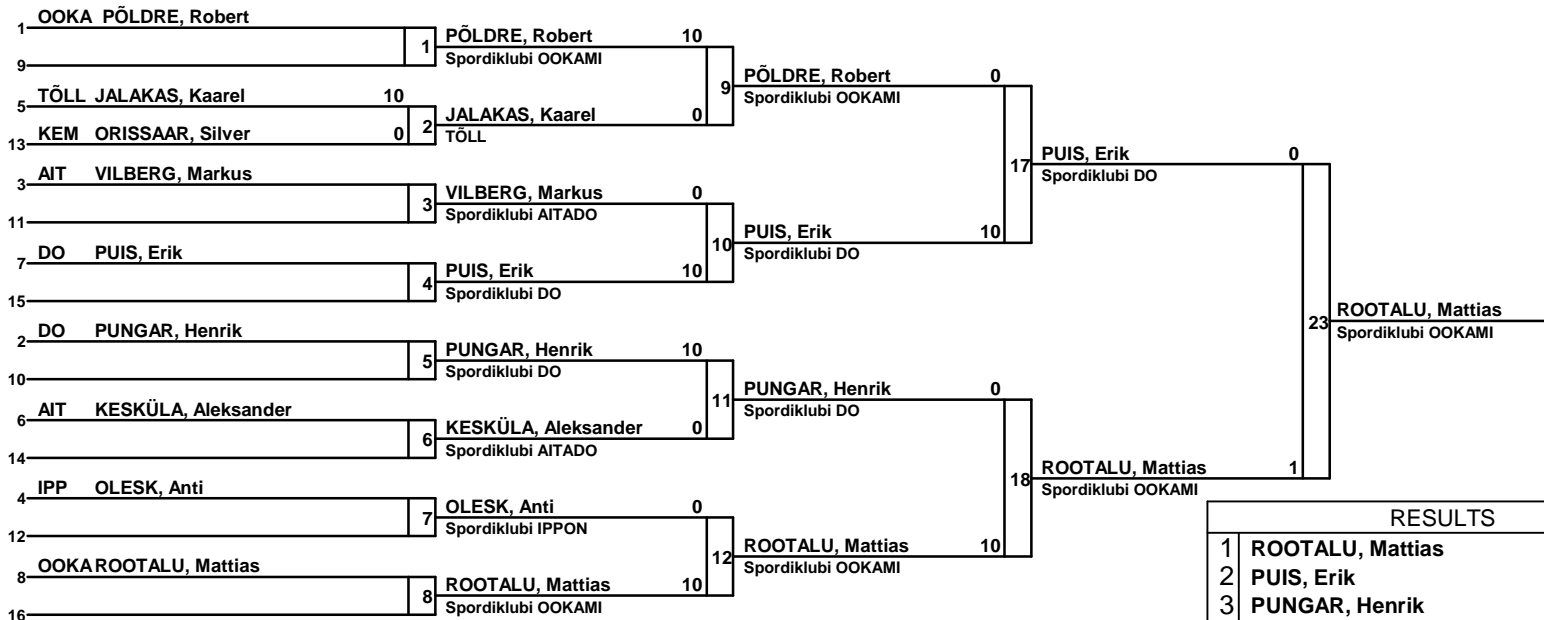 OOKA PÕLDRE, Robert
1
9
1
PÕLDRE, Robert 10
Spordiklubi OOKAMI
TÕLL JALAKAS, Kaarel 10
5
KEM ORISSAAR, Silver 0
13
2
JALAKAS, Kaarel 0
TÕLL
9
PÕLDRE, Robert 0
Spordiklubi OOKAMI
AIT VILBERG, Markus
3
11
3
VILBERG, Markus 0
Spordiklubi AITADO
DO PUIS, Erik
7
15
4
PUIS, Erik 10
Spordiklubi DO
10
PUIS, Erik 10
Spordiklubi DO
17
PUIS, Erik 0
Spordiklubi DO
DO PUNGAR, Henrik
2
10
5
PUNGAR, Henrik 10
Spordiklubi DO
AIT KESKÜLA, Aleksander
6
14
6
KESKÜLA, Aleksander 0
Spordiklubi AITADO
11
PUNGAR, Henrik 0
Spordiklubi DO
IPP OLESK, Anti
4
12
7
OLESK, Anti 0
Spordiklubi IPPON
OOKA ROOTALU, Mattias
8
16
8
ROOTALU, Mattias 10
Spordiklubi OOKAMI
12
ROOTALU, Mattias 10
Spordiklubi OOKAMI
18
ROOTALU, Mattias 1
Spordiklubi OOKAMI
23
ROOTALU, Mattias
Spordiklubi OOKAMI
RESULTS
1 ROOTALU, Mattias
2 PUIS, Erik
3 PUNGAR, Henrik